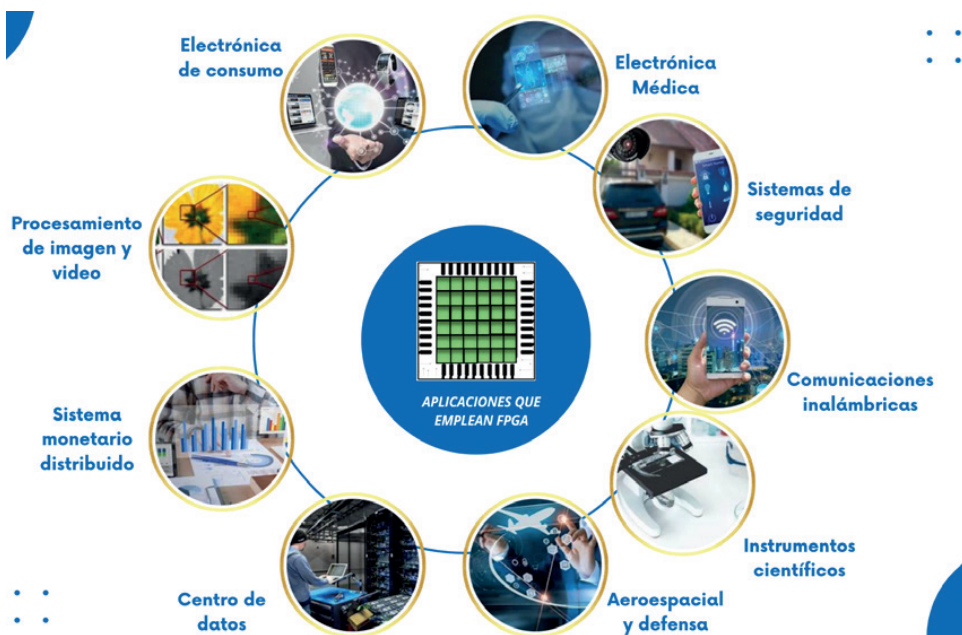 Electrónica
de consumo
Electrónica
Médica
Sistemas de
seguridad
Procesamiento
de imagen y
video
APLICACIONES QUE
EMPLEAN FPGA
Comunicaciones
inalámbricas
Sistema
monetario
distribuido
Instrumentos
científicos
Centro de
datos
Aeroespacial
y defensa